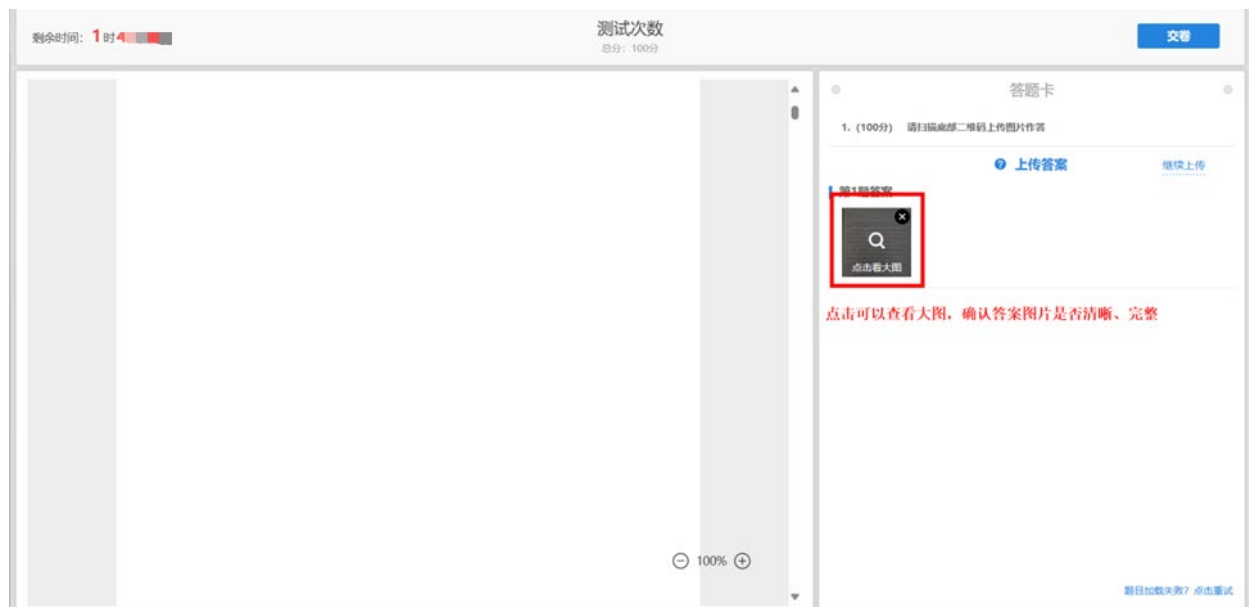 剩余时间：1时4
测试次数
总分：100分
交卷
答题卡
1. (100分) 请扫描底部二维码上传图片作答
? 上传答案
继续上传
第1题答案
点击看大图
点击可以查看大图，确认答案图片是否清晰、完整
100%
题目加载失败？点击重试